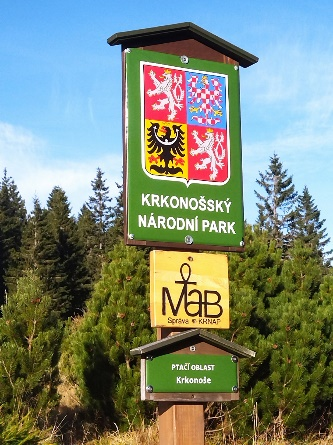 KRKONOŠSKÝ
NÁRODNÍ PARK
MaB
Správa KRNAP
PTAČÍ OBLAST
Krkonoše